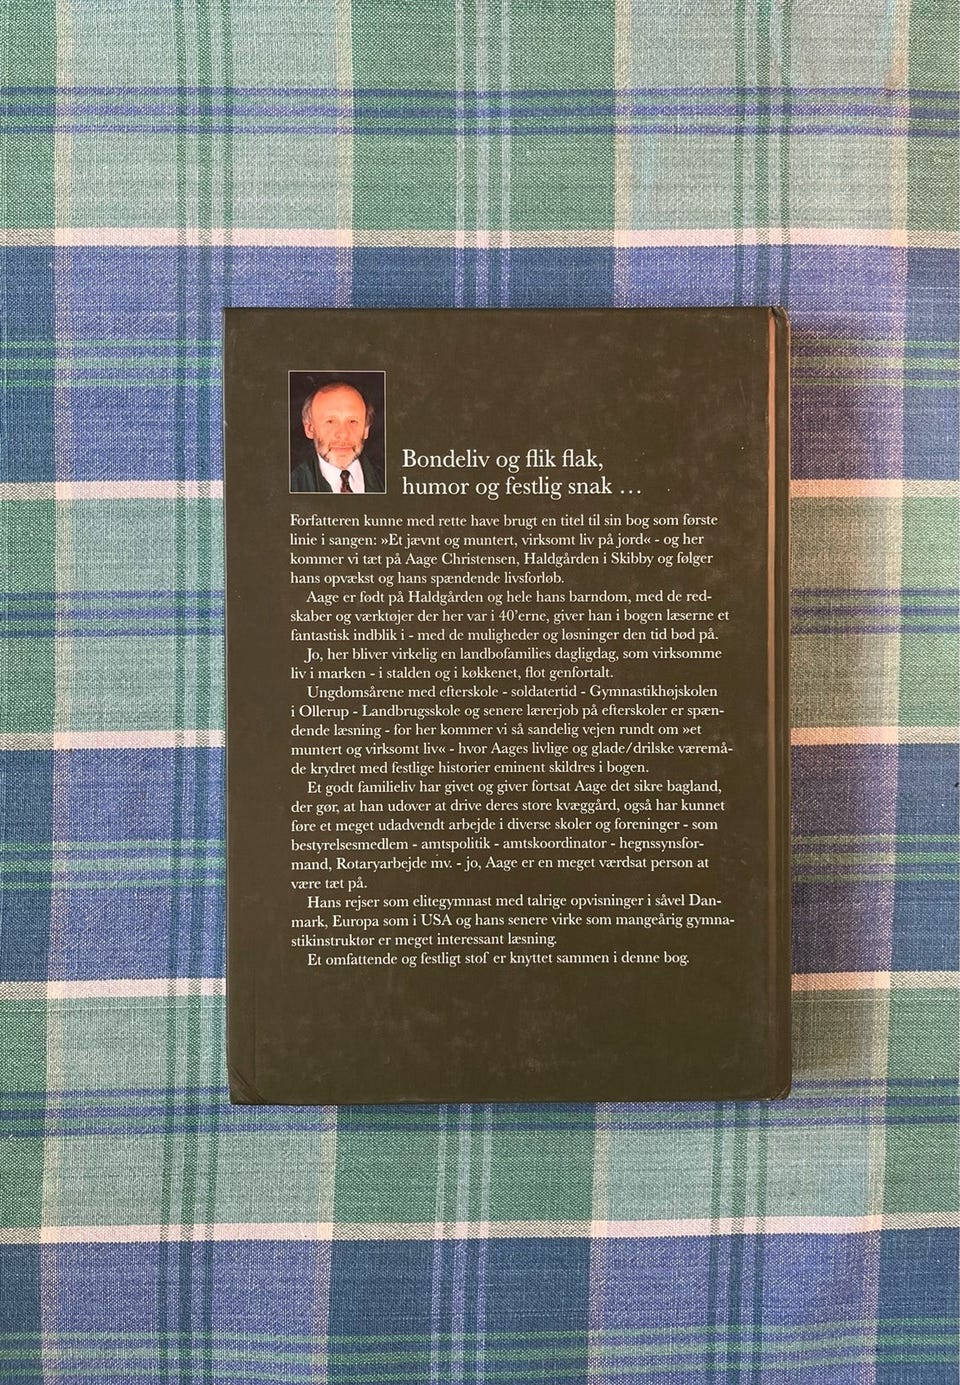 Bondeliv og flik flak,
humor og festlig snak ...
Forfatteren kunne med rette have brugt en titel til sin bog som første
linie i sangen: »Et jævnt og muntert, virksomt liv på jord« - og her
kommer vi tæt på Aage Christensen, Haldgården i Skibby og følger
hans opvækst og hans spændende livsforløb.
Aage er født på Haldgården og hele hans barndom, med de red-
skaber og værktøjer der her var i 40'erne, giver han i bogen læserne et
fantastisk indblik i - med de muligheder og løsninger den tid bød på.
Jo, her bliver virkelig en landbofamilies dagligdag, som virksomme
liv i marken - i stalden og i køkkenet, flot genfortalt.
Ungdomsårene med efterskole - soldatertid - Gymnastikhøjskolen
i Ollerup - Landbrugsskole og senere lærerjob på efterskoler er spæn-
dende læsning - for her kommer vi så sandelig vejen rundt om »et
muntert og virksomt liv« - hvor Aages livlige og glade/drilske væremå-
de krydret med festlige historier eminent skildres i bogen.
Et godt familieliv har givet og giver fortsat Aage det sikre bagland,
der gør, at han udover at drive deres store kvæggård, også har kunnet
føre et meget udadvendt arbejde i diverse skoler og foreninger - som
bestyrelsesmedlem - amtspolitik - amtskoordinator - hegnssynsfor-
mand, Rotaryarbejde mv. - jo, Aage er en meget værdsat person at
være tæt på.
Hans rejser som elitegymnast med talrige opvisninger i såvel Dan-
mark, Europa som i USA og hans senere virke som mangeårig gymna-
stikinstruktør er meget interessant læsning.
Et omfattende og festligt stof er knyttet sammen i denne bog.